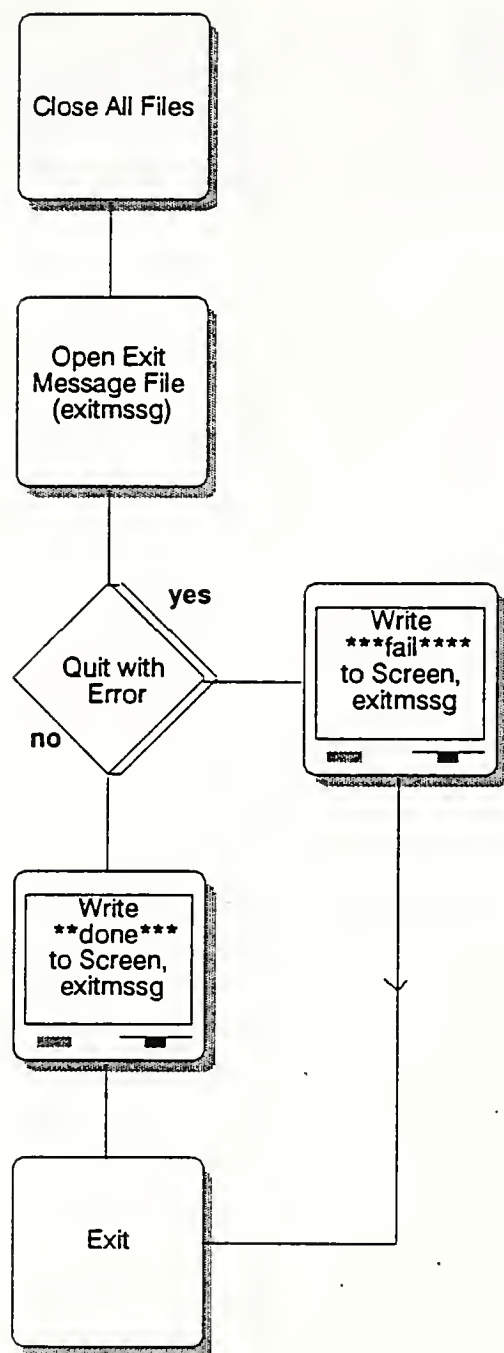 Close All Files
Open Exit
Message File
(exitmssg)
yes
Quit with
Error
no
Write
***fail****
to Screen,
exitmssg
Write
**done***
to Screen,
exitmssg
Exit